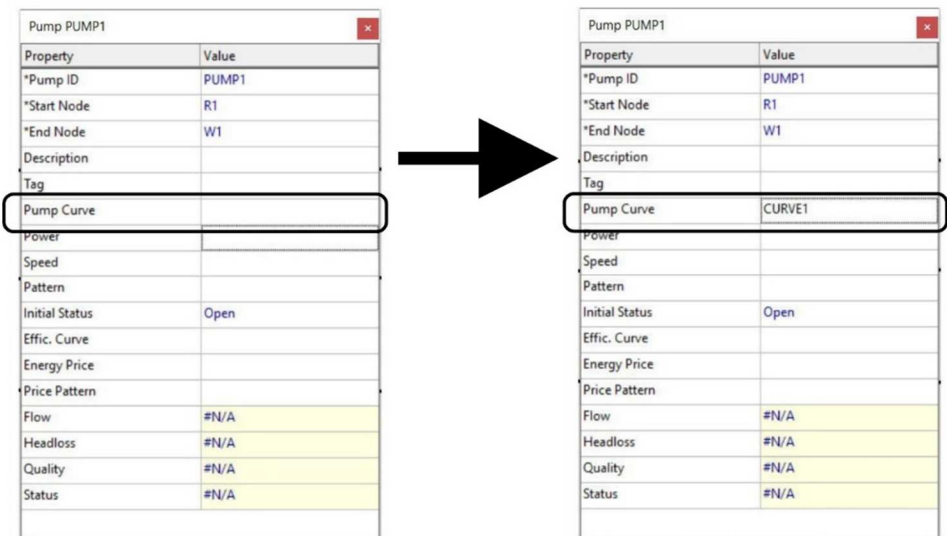 Pump PUMP1
Property Value
*Pump ID PUMP1
*Start Node R1
*End Node W1
Description
Tag
Pump Curve
Power
Speed
Pattern
Initial Status Open
Effic. Curve
Energy Price
Price Pattern
Flow #N/A
Headloss #N/A
Quality #N/A
Status #N/A
Pump PUMP1
Property Value
*Pump ID PUMP1
*Start Node R1
*End Node W1
Description
Tag
Pump Curve CURVE1
Power
Speed
Pattern
Initial Status Open
Effic. Curve
Energy Price
Price Pattern
Flow #N/A
Headloss #N/A
Quality #N/A
Status #N/A